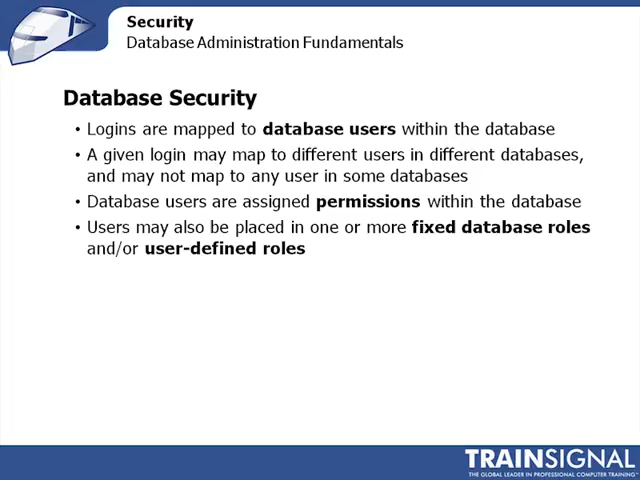 Security
Database Administration Fundamentals
Database Security
• Logins are mapped to database users within the database
• A given login may map to different users in different databases,
and may not map to any user in some databases
• Database users are assigned permissions within the database
• Users may also be placed in one or more fixed database roles
and/or user-defined roles
TRAINSIGNAL
THE GLOBAL LEADER IN PROFESSIONAL COMPUTER TRAINING